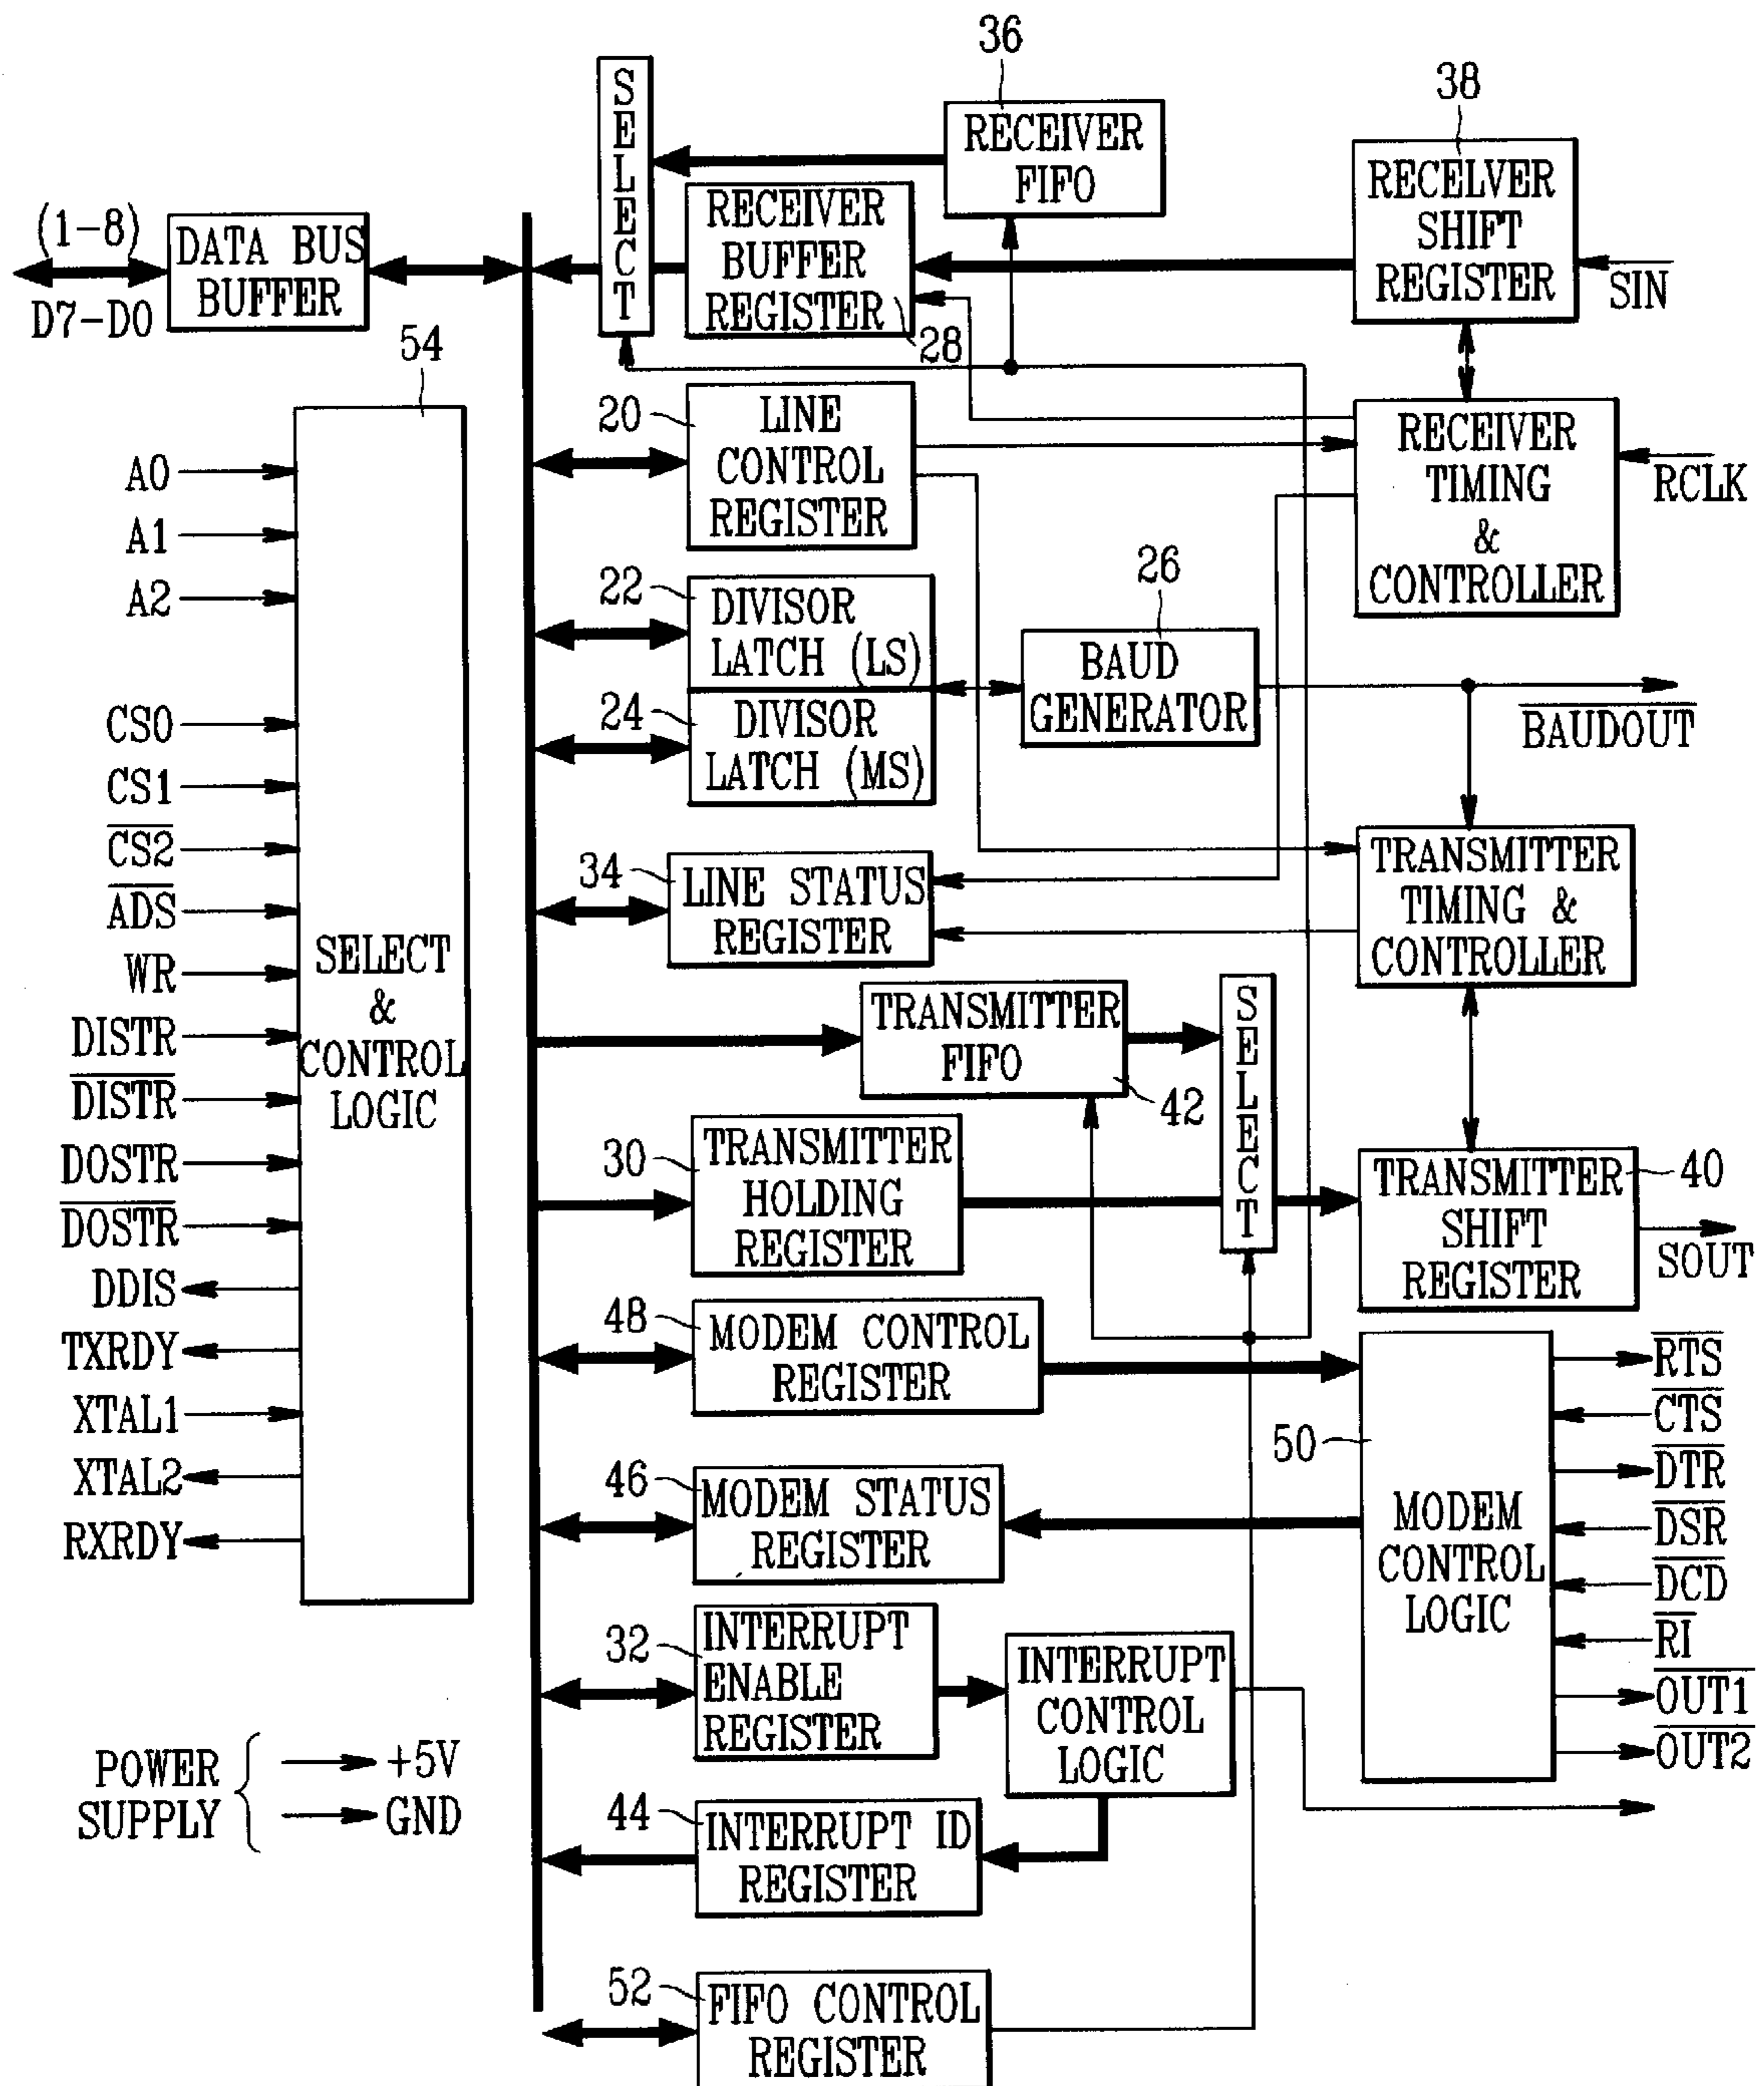 36
38
SELECT
RECEIVER
FIFO
RECELVER
SHIFT
REGISTER
SIN
(1-8)
D7-D0
DATA BUS
BUFFER
RECEIVER
BUFFER
REGISTER
28
54
20
LINE
CONTROL
REGISTER
RECEIVER
TIMING
&
CONTROLLER
RCLK
22
DIVISOR
LATCH (LS)
24
DIVISOR
LATCH (MS)
26
BAUD
GENERATOR
BAUDOUT
34
LINE STATUS
REGISTER
TRANSMITTER
TIMING &
CONTROLLER
A0
A1
A2
CS0
CS1
CS2
ADS
WR
DISTR
DISTR
DOSTR
DOSTR
DDIS
TXRDY
XTAL1
XTAL2
RXRDY
SELECT
&
CONTROL
LOGIC
TRANSMITTER
FIFO
42
SELECT
30
TRANSMITTER
HOLDING
REGISTER
TRANSMITTER
SHIFT
REGISTER
40
SOUT
48
MODEM CONTROL
REGISTER
46
MODEM STATUS
REGISTER
50
MODEM
CONTROL
LOGIC
RTS
CTS
DTR
DSR
DCD
RI
OUT1
OUT2
32
INTERRUPT
ENABLE
REGISTER
INTERRUPT
CONTROL
LOGIC
POWER
SUPPLY
+5V
GND
44
INTERRUPT ID
REGISTER
52
FIFO CONTROL
REGISTER